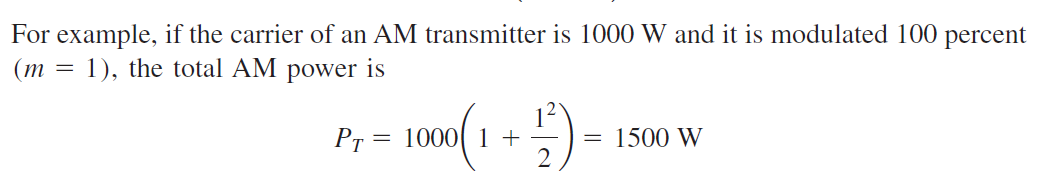 For example, if the carrier of an AM transmitter is 1000 W and it is modulated 100 percent
(m = 1), the total AM power is
P_T = 1000(1 + 1²/2) = 1500 W